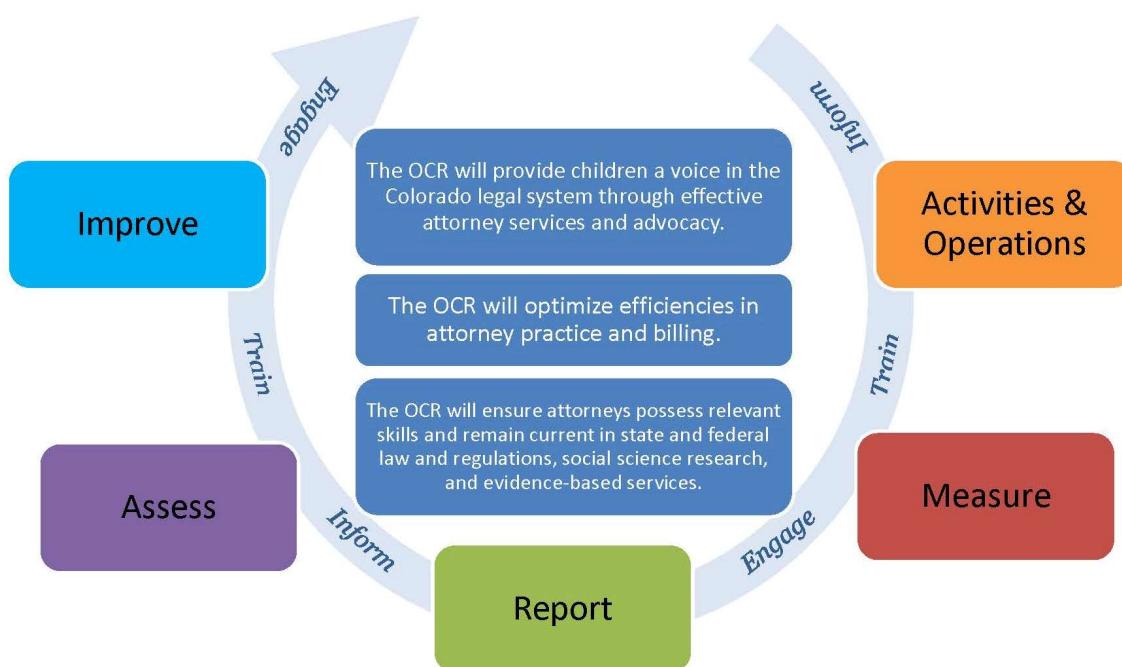 Engage
Inform
The OCR will provide children a voice in the
Colorado legal system through effective
attorney services and advocacy.
Improve
Activities &
Operations
The OCR will optimize efficiencies in
attorney practice and billing.
Train
Train
The OCR will ensure attorneys possess relevant
skills and remain current in state and federal
law and regulations, social science research,
and evidence-based services.
Assess
Measure
Inform
Engage
Report